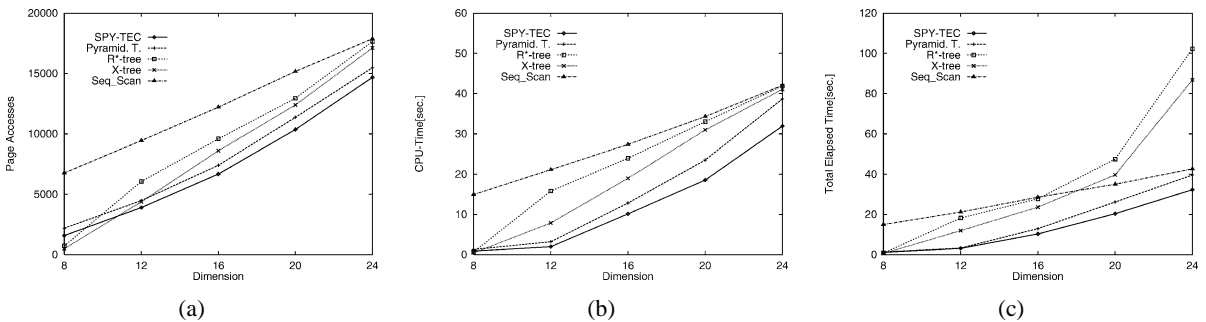 20000
15000
10000
5000
0
Page Accesses
SPY-TEC
Pyramid. T.
R*-tree
X-tree
Seq_Scan
8 12 16 20 24
Dimension
(a)
60
50
40
30
20
10
0
CPU-Time[sec.]
SPY-TEC
Pyramid. T.
R*-tree
X-tree
Seq_Scan
8 12 16 20 24
Dimension
(b)
120
100
80
60
40
20
0
Total Elapsed Time[sec.]
SPY-TEC
Pyramid.T.
R*-tree
X-tree
Seq_Scan
8 12 16 20 24
Dimension
(c)